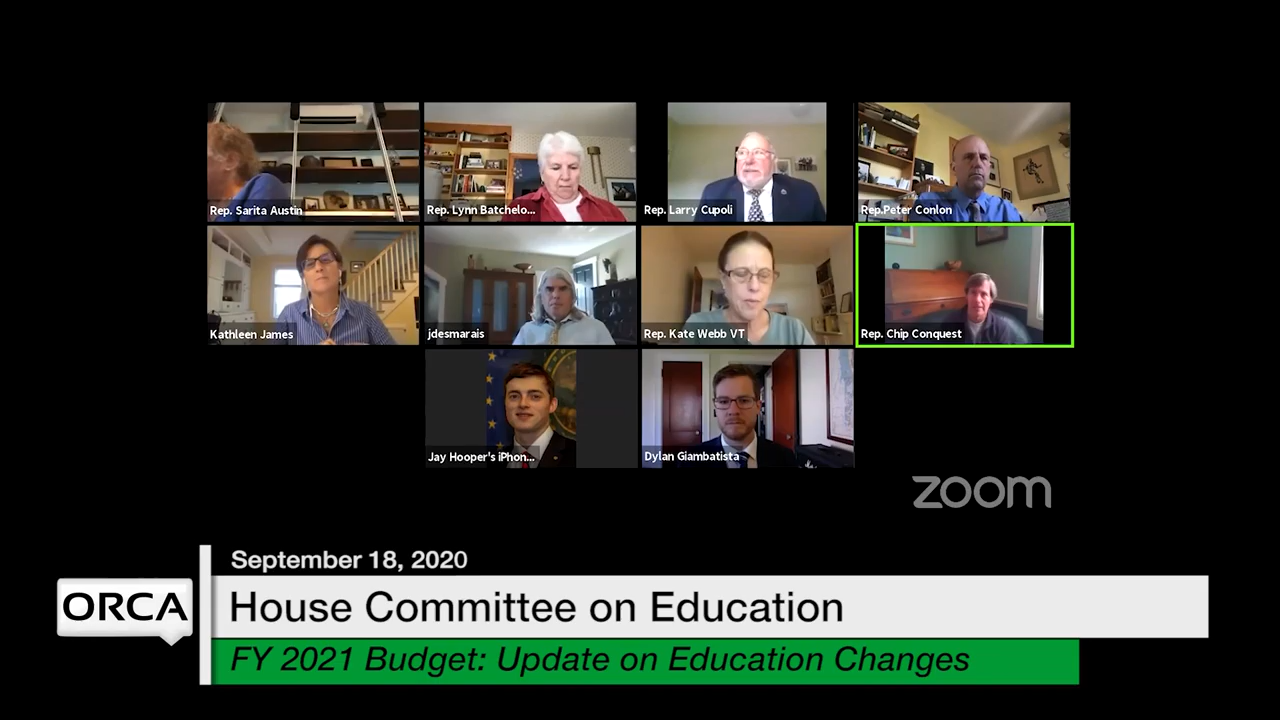 Rep. Sarita Austin
Rep. Lynn Batchelo...
Rep. Larry Cupoli
Rep.Peter Conlon
Kathleen James
jdesmarais
Rep. Kate Webb VT
Rep. Chip Conquest
Jay Hooper's iPhon...
Dylan Giambatista
zoom
September 18, 2020
ORCA
House Committee on Education
FY 2021 Budget: Update on Education Changes